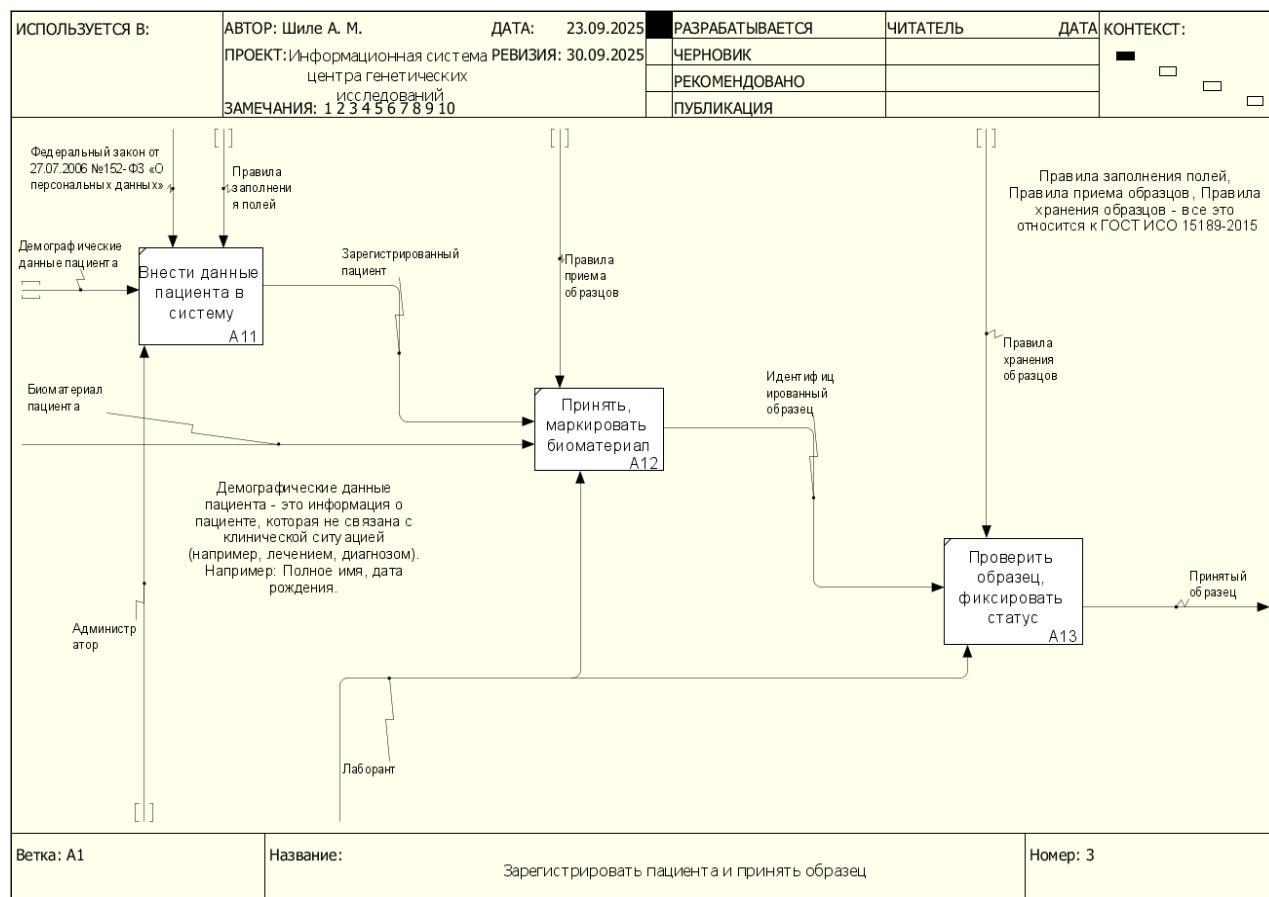 ИСПОЛЬЗУЕТСЯ В:
АВТОР: Шиле А. М.
ДАТА: 23.09.2025
ПРОЕКТ: Информационная система
центра генетических
исследований
РЕВИЗИЯ: 30.09.2025
ЗАМЕЧАНИЯ: 1 2 3 4 5 6 7 8 9 10
РАЗРАБАТЫВАЕТСЯ
ЧЕРНОВИК
РЕКОМЕНДОВАНО
ПУБЛИКАЦИЯ
ЧИТАТЕЛЬ
ДАТА
КОНТЕКСТ:
Федеральный закон от
27.07.2006 №152-ФЗ «О
персональных данных»
Правила
заполнени
я полей
Правила заполнения полей,
Правила приема образцов, Правила
хранения образцов - все это
относится к ГОСТ ИСО 15189-2015
Демографические
данные пациента
Внести данные
пациента в
систему
А11
Зарегистрированный
пациент
Правила
приема
образцов
Правила
хранения
образцов
Биоматериал
пациента
Принять,
маркировать
биоматериал
А12
Идентифиц
ированный
образец
Демографические данные
пациента - это информация о
пациенте, которая не связана с
клинической ситуацией
(например, лечением, диагнозом).
Например: Полное имя, дата
рождения.
Проверить
образец,
фиксировать
статус
А13
Принятый
образец
Администр
атор
Лаборант
Ветка: А1
Название:
Зарегистрировать пациента и принять образец
Номер: 3